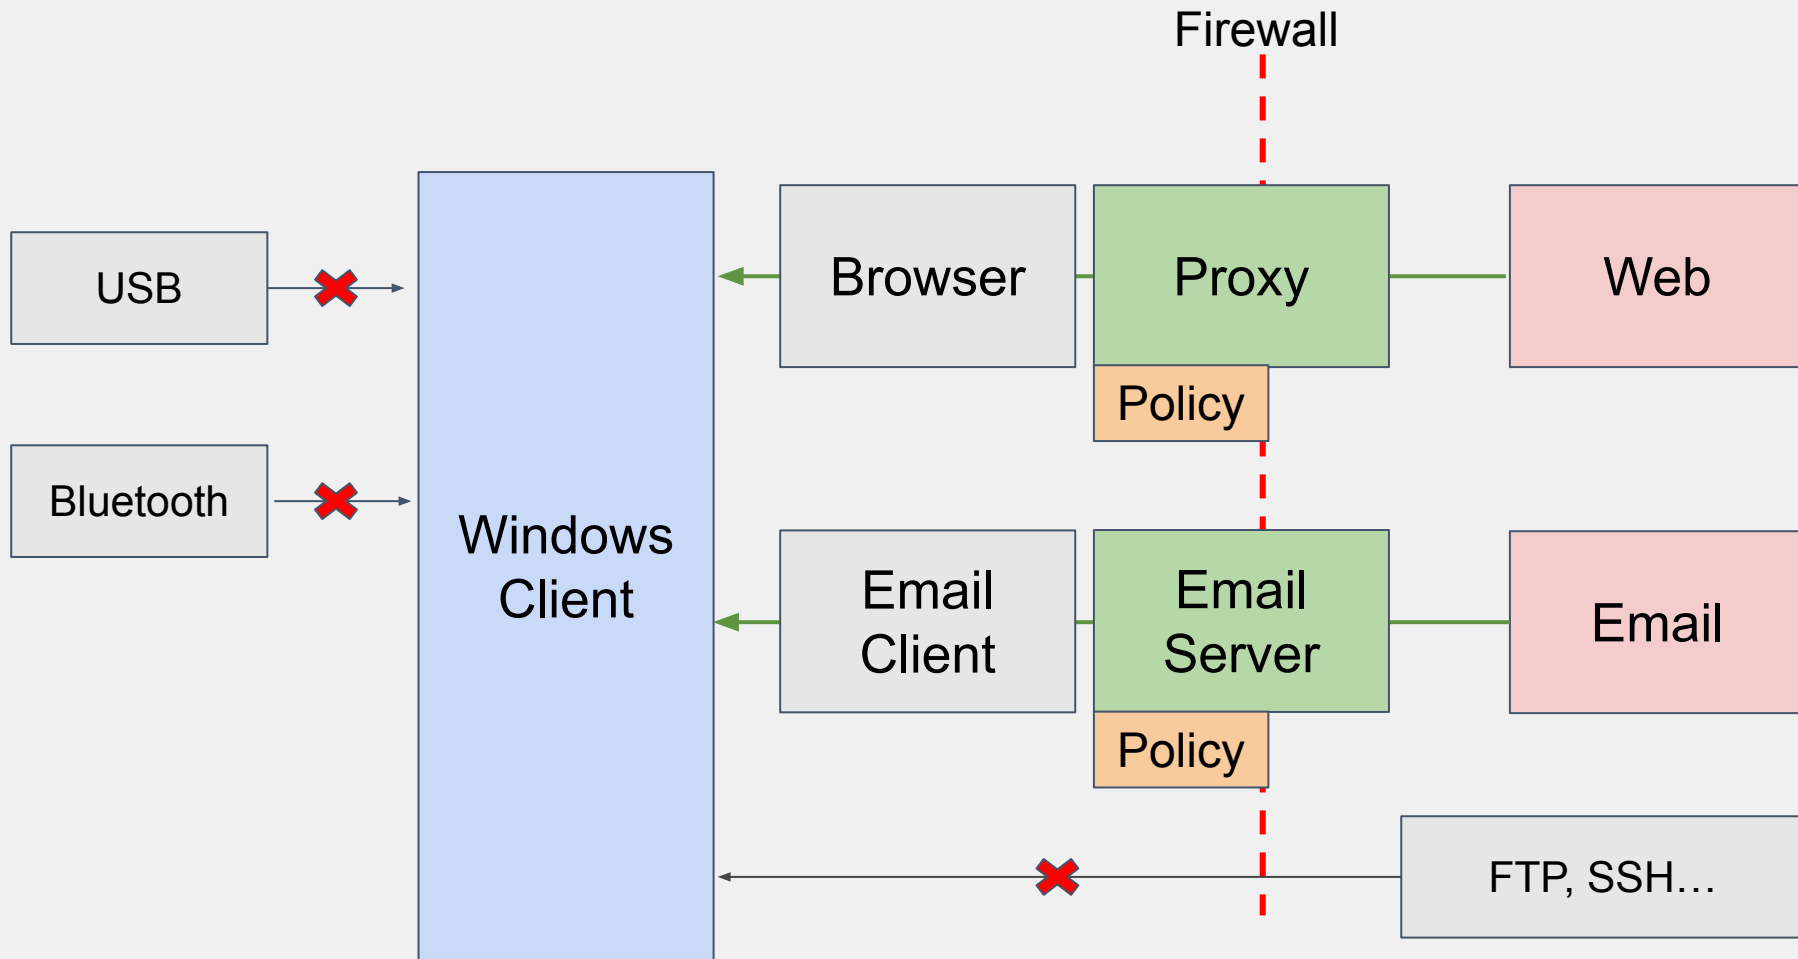 Firewall
USB
Browser
Proxy
Web
Policy
Bluetooth
Windows
Client
Email
Client
Email
Server
Email
Policy
FTP, SSH…